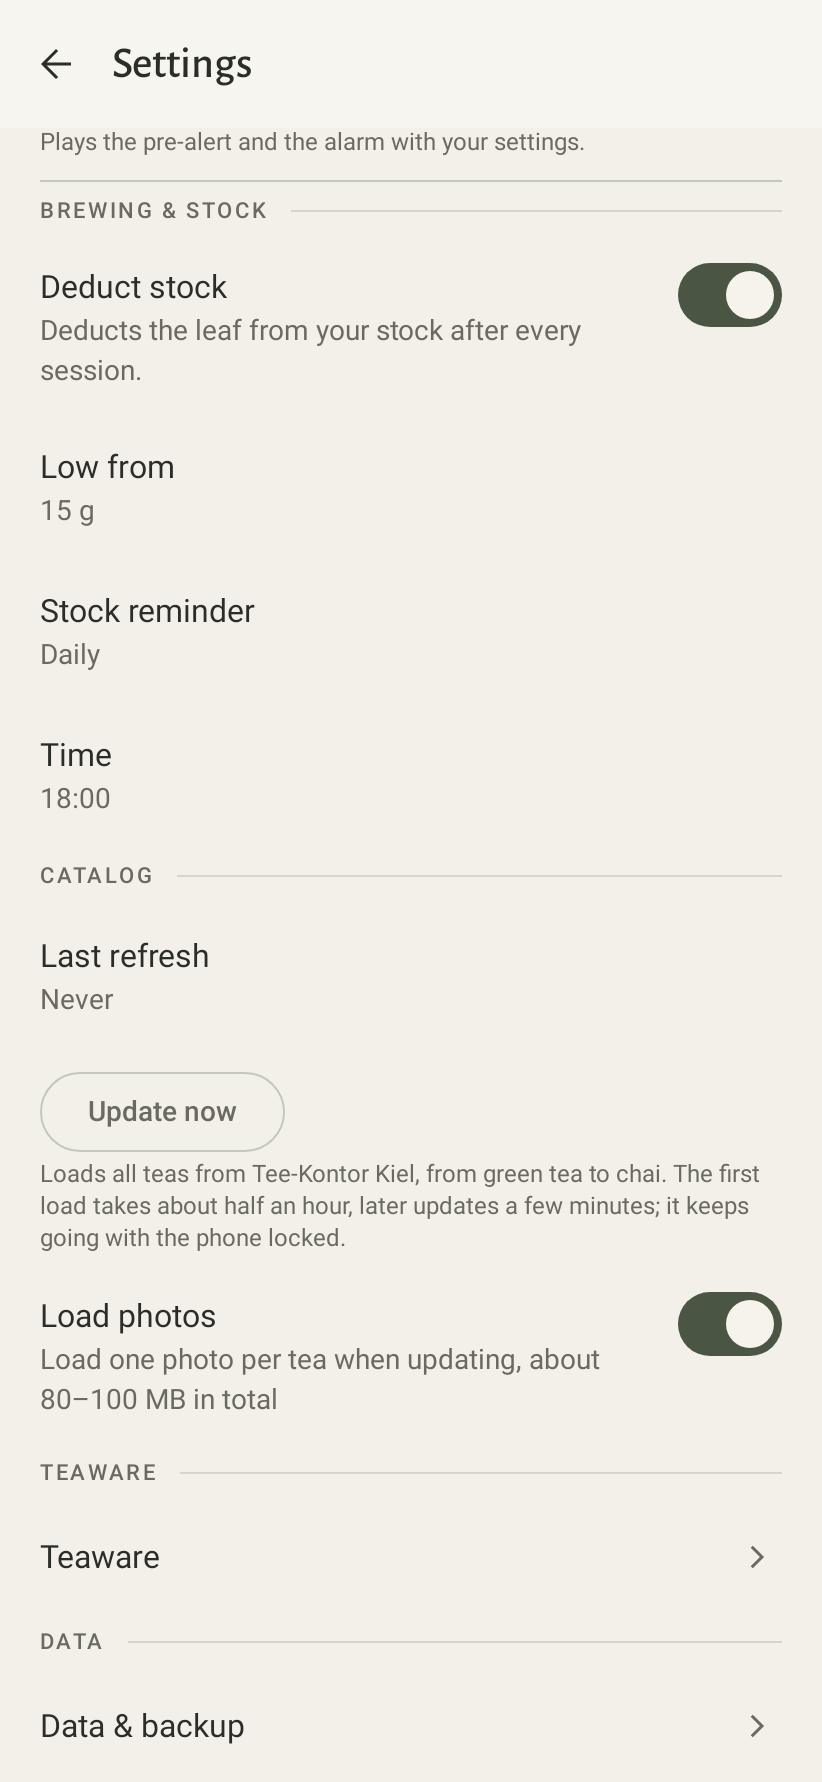 Settings
Plays the pre-alert and the alarm with your settings.
BREWING & STOCK
Deduct stock
Deducts the leaf from your stock after every
session.
Low from
15 g
Stock reminder
Daily
Time
18:00
CATALOG
Last refresh
Never
Update now
Loads all teas from Tee-Kontor Kiel, from green tea to chai. The first
load takes about half an hour, later updates a few minutes; it keeps
going with the phone locked.
Load photos
Load one photo per tea when updating, about
80–100 MB in total
TEAWARE
Teaware
DATA
Data & backup